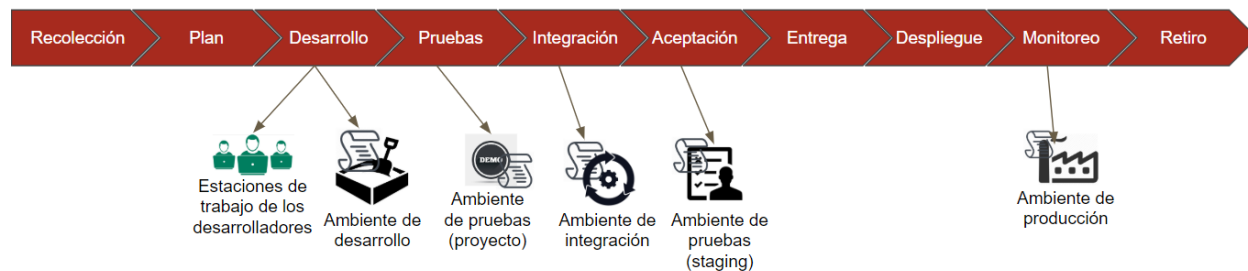 Recolección
Plan
Desarrollo
Pruebas
Integración
Aceptación
Entrega
Despliegue
Monitoreo
Retiro
Estaciones de
trabajo de los
desarrolladores
Ambiente de
desarrollo
DEMO
Ambiente
de pruebas
(proyecto)
Ambiente de
integración
Ambiente de
pruebas
(staging)
Ambiente de
producción